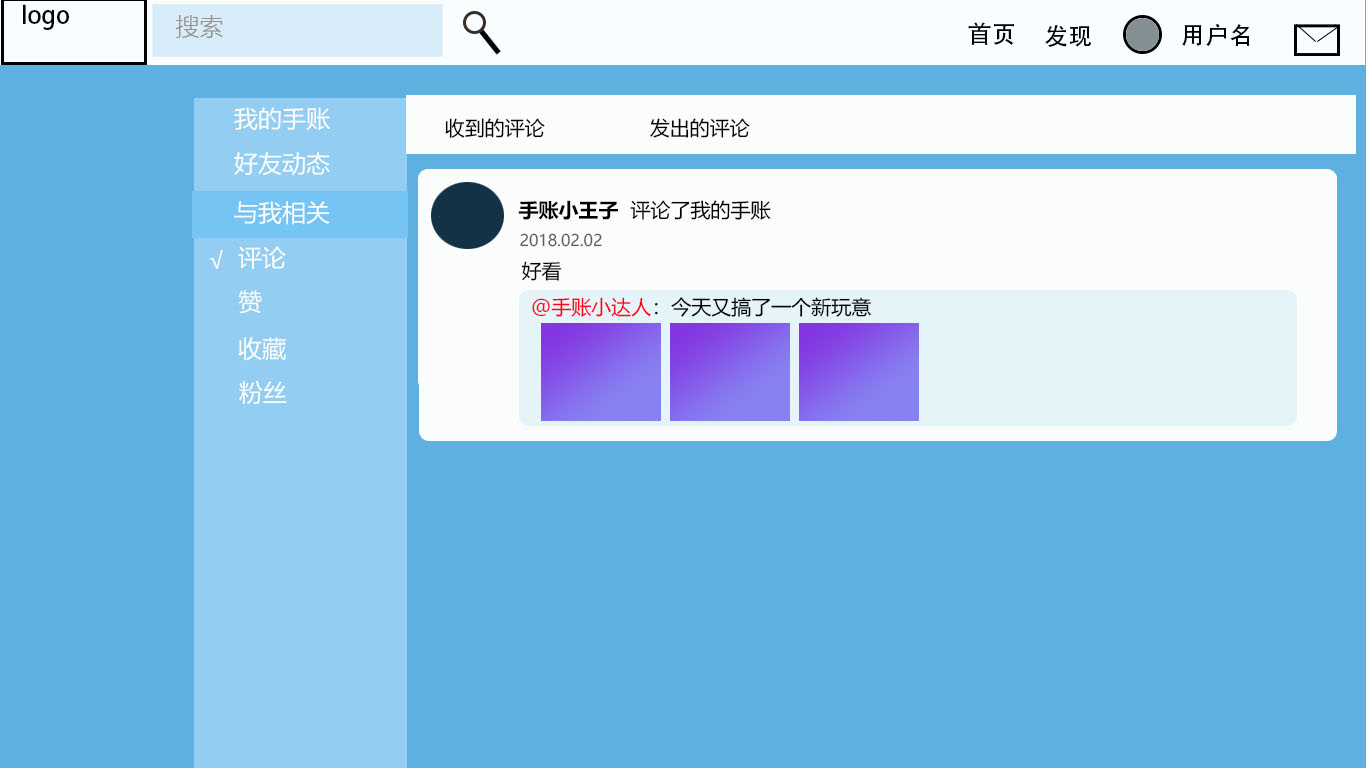 logo
搜索
首页
发现
用户名
我的手账
好友动态
与我相关
√ 评论
赞
收藏
粉丝
收到的评论
发出的评论
手账小王子 评论了我的手账
2018.02.02
好看
@手账小达人：今天又搞了一个新玩意